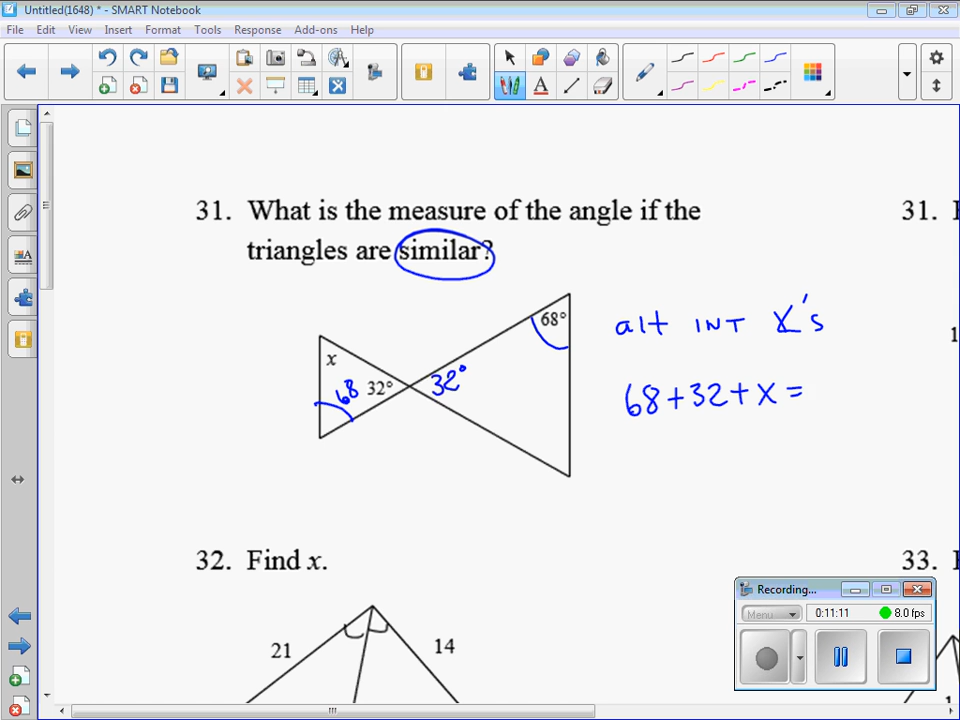 Untitled(1648) * - SMART Notebook
File Edit View Insert Format Tools Response Add-ons Help
31. What is the measure of the angle if the
triangles are similar?
31.
68°
x
68 32° 32°
alt INT ∠'s
68+32+x=
32. Find x.
33.
21
14
Recording...
Menu 0:11:11 8.0 fps